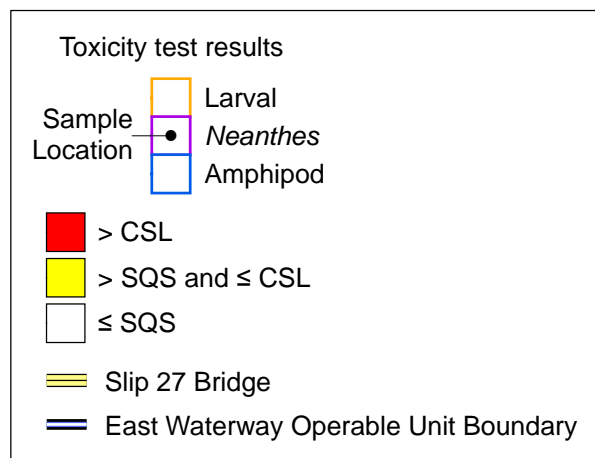 Toxicity test results
Larval
Sample
Location
Neanthes
Amphipod
> CSL
> SQS and ≤ CSL
≤ SQS
Slip 27 Bridge
East Waterway Operable Unit Boundary